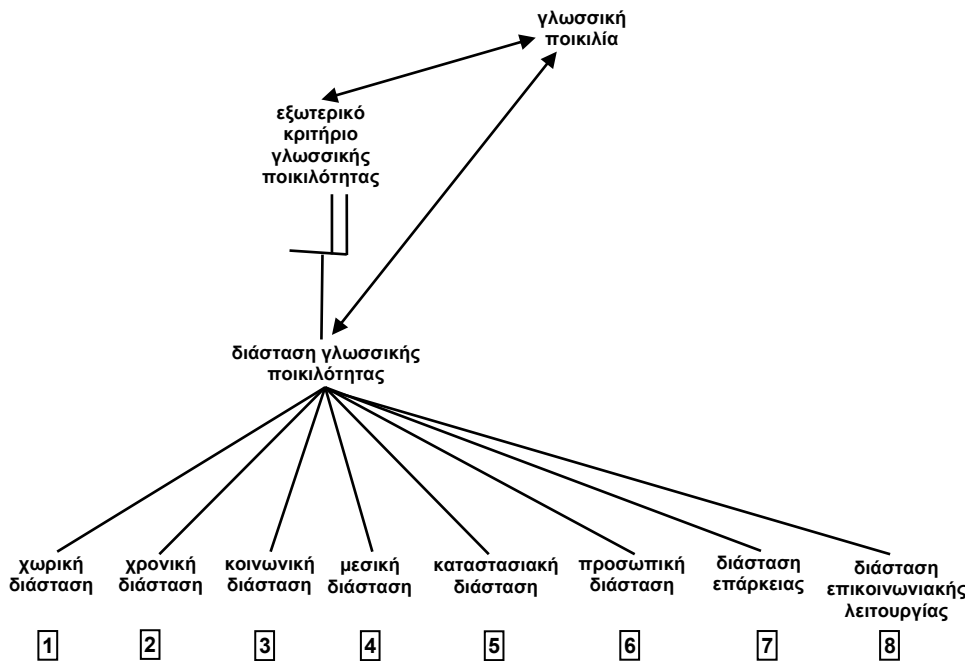 γλωσσική
ποικιλία
εξωτερικό
κριτήριο
γλωσσικής
ποικιλότητας
διάσταση γλωσσικής
ποικιλότητας
χωρική
διάσταση
χρονική
διάσταση
κοινωνική
διάσταση
μεσική
διάσταση
καταστασιακή
διάσταση
προσωπική
διάσταση
διάσταση
επάρκειας
διάσταση
επικοινωνιακής
λειτουργίας
1
2
3
4
5
6
7
8